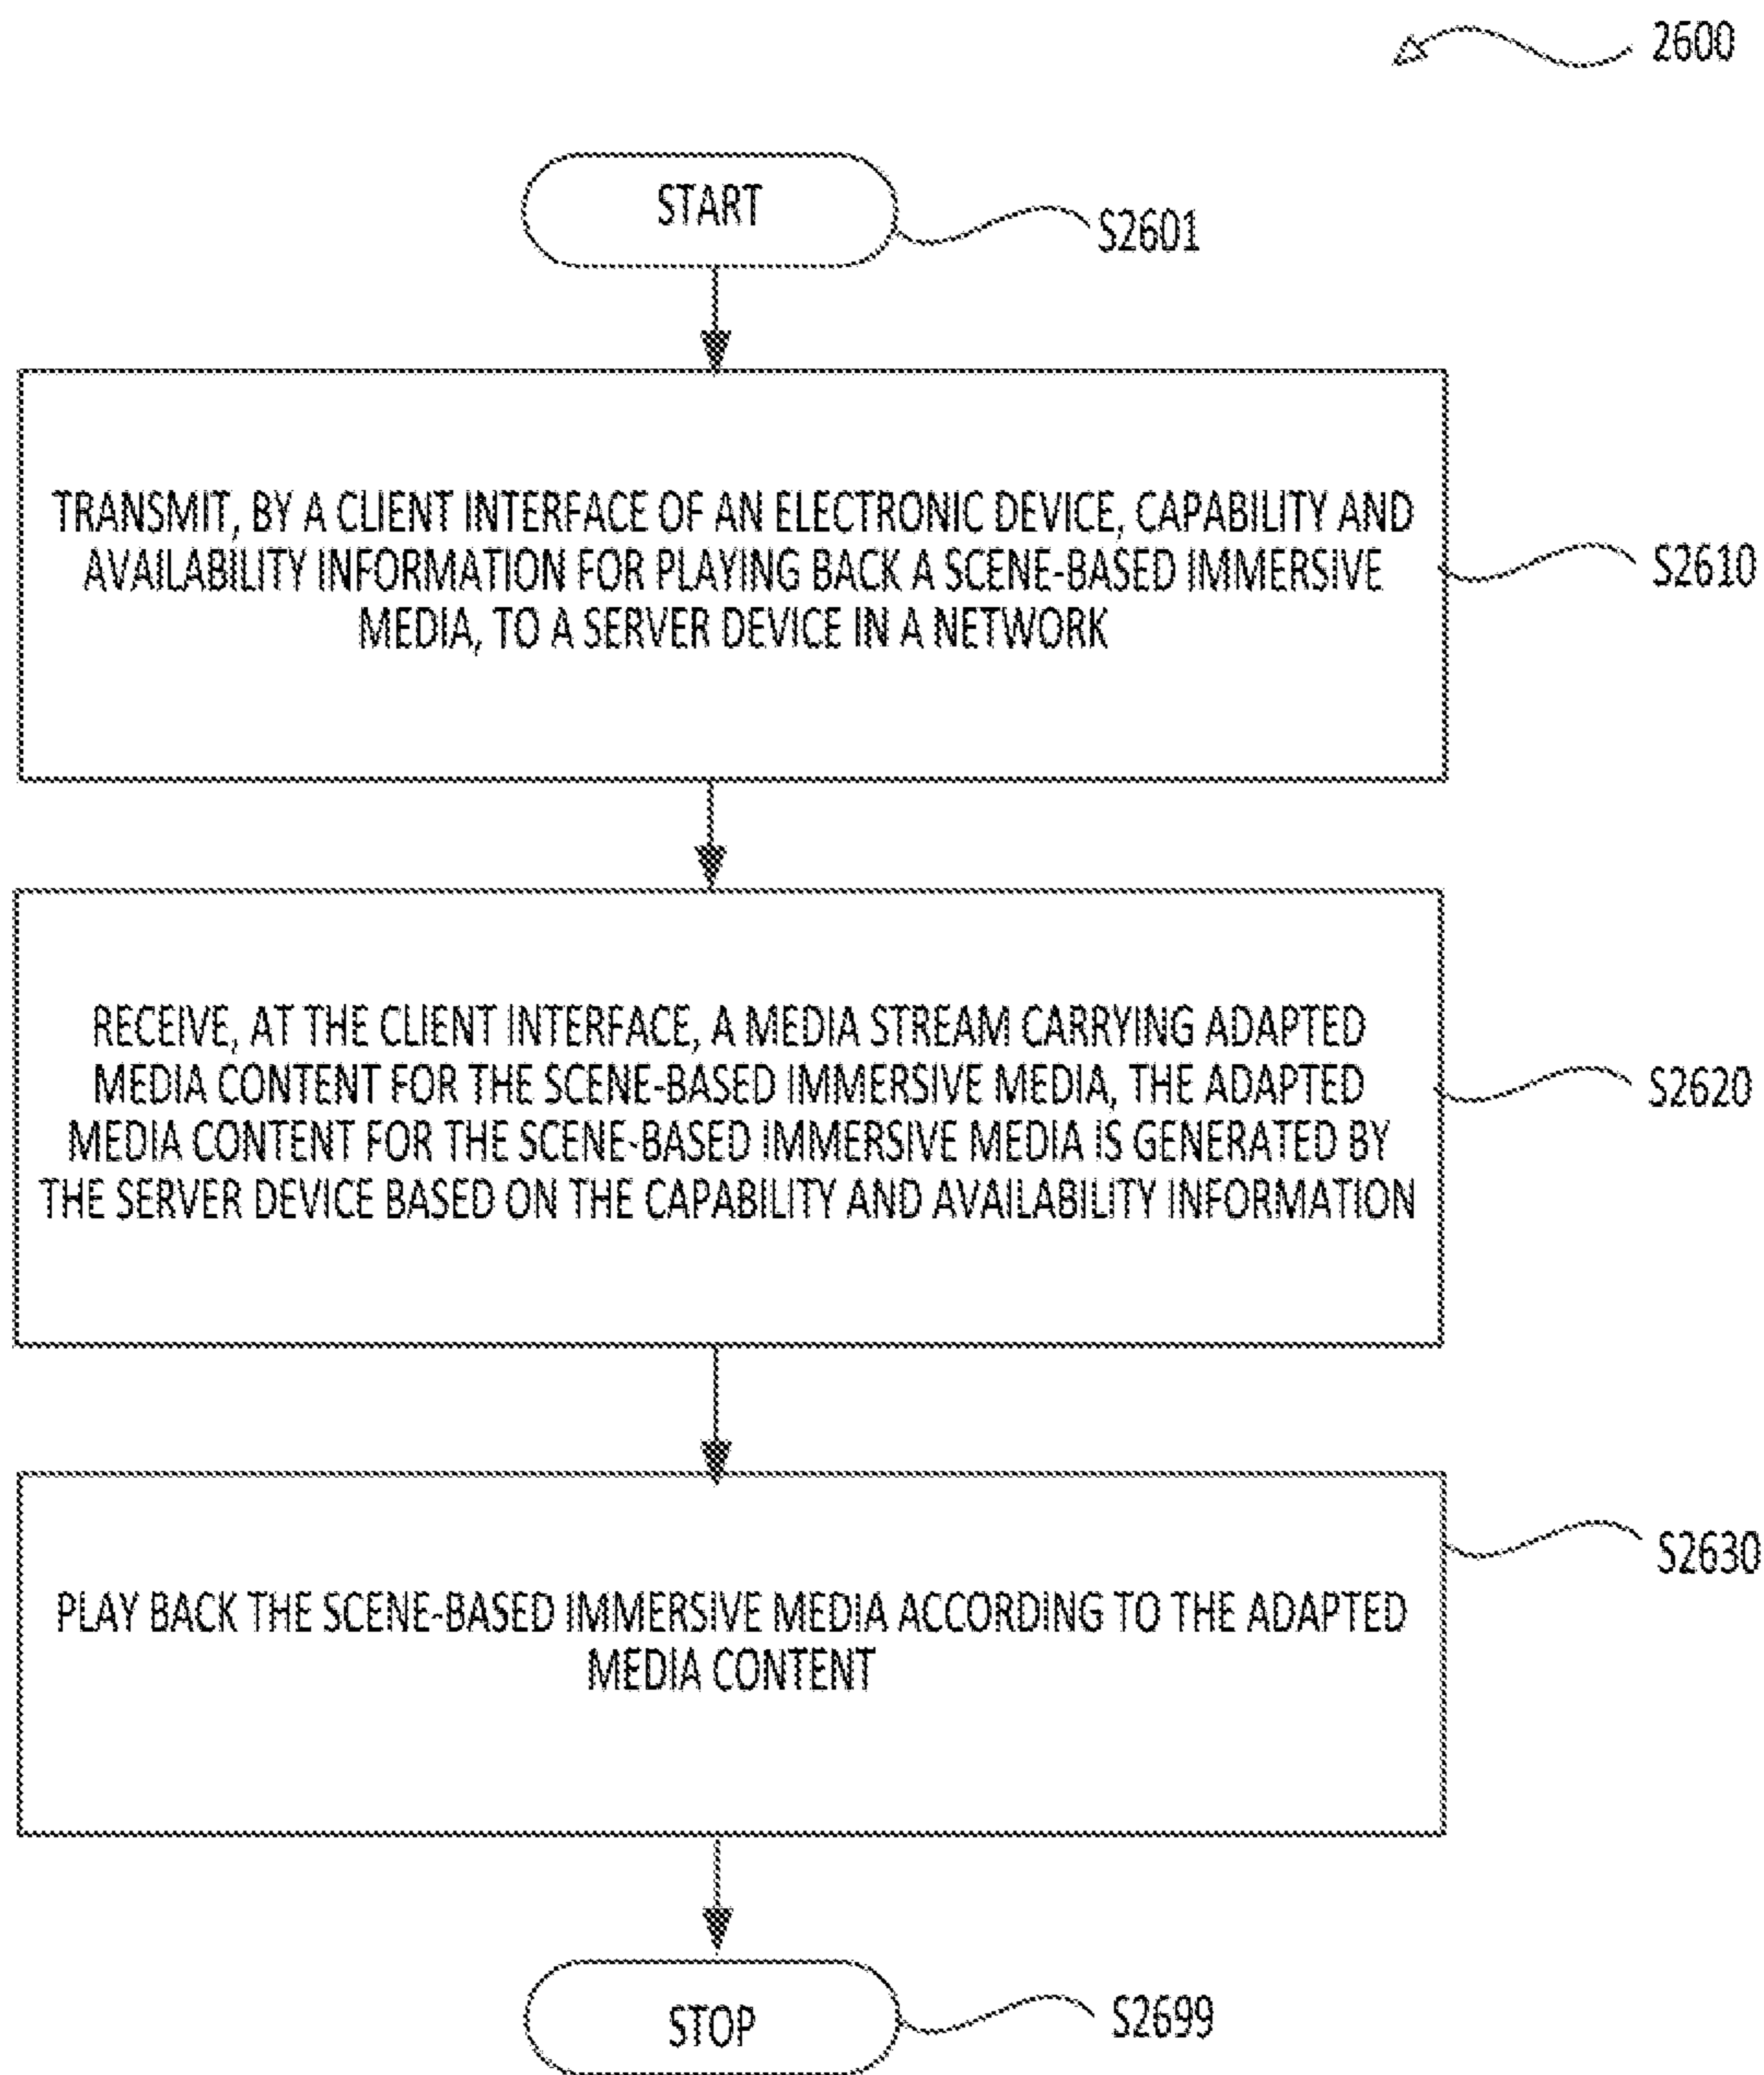 2600
START
S2601
TRANSMIT, BY A CLIENT INTERFACE OF AN ELECTRONIC DEVICE, CAPABILITY AND
AVAILABILITY INFORMATION FOR PLAYING BACK A SCENE-BASED IMMERSIVE
MEDIA, TO A SERVER DEVICE IN A NETWORK
S2610
RECEIVE, AT THE CLIENT INTERFACE, A MEDIA STREAM CARRYING ADAPTED
MEDIA CONTENT FOR THE SCENE-BASED IMMERSIVE MEDIA, THE ADAPTED
MEDIA CONTENT FOR THE SCENE-BASED IMMERSIVE MEDIA IS GENERATED BY
THE SERVER DEVICE BASED ON THE CAPABILITY AND AVAILABILITY INFORMATION
S2620
PLAY BACK THE SCENE-BASED IMMERSIVE MEDIA ACCORDING TO THE ADAPTED
MEDIA CONTENT
S2630
STOP
S2699